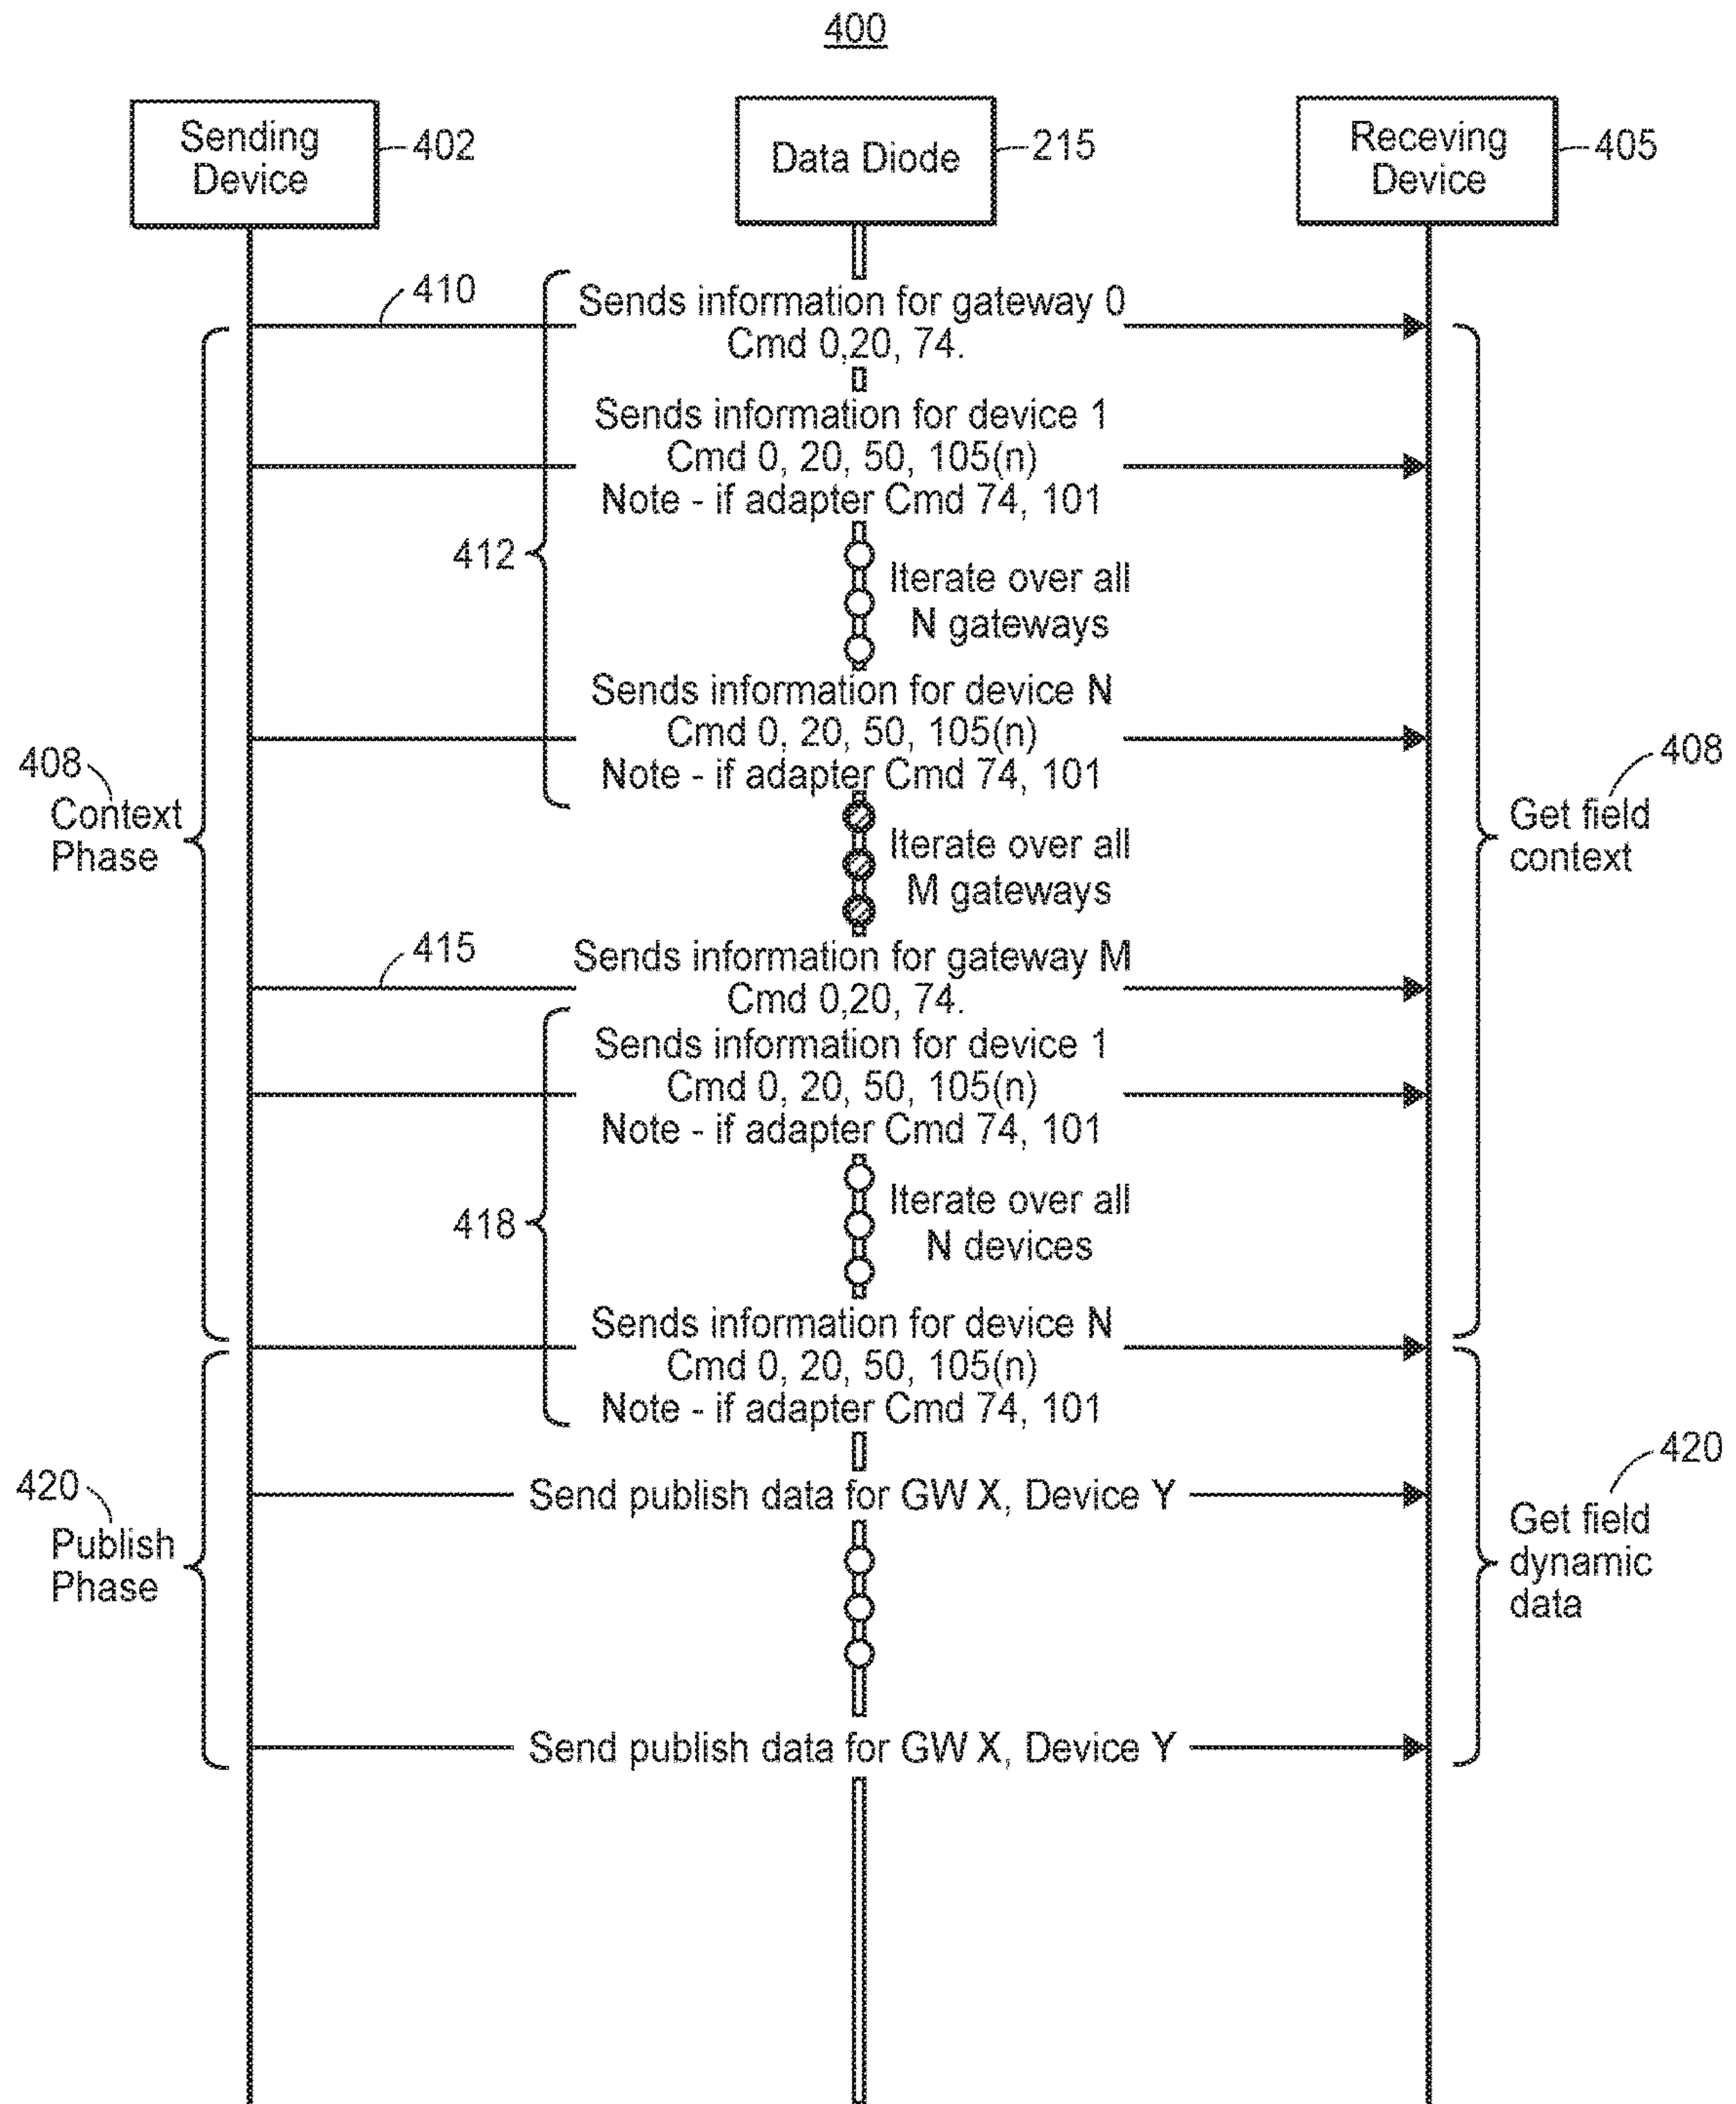 400
Sending
Device
402
Data Diode
215
Receving
Device
405
410
Sends information for gateway 0
Cmd 0,20, 74.
Sends information for device 1
Cmd 0, 20, 50, 105(n)
Note - if adapter Cmd 74, 101
412
Iterate over all
N gateways
Sends information for device N
Cmd 0, 20, 50, 105(n)
Note - if adapter Cmd 74, 101
408
Context
Phase
Iterate over all
M gateways
408
Get field
context
415
Sends information for gateway M
Cmd 0,20, 74.
Sends information for device 1
Cmd 0, 20, 50, 105(n)
Note - if adapter Cmd 74, 101
418
Iterate over all
N devices
Sends information for device N
Cmd 0, 20, 50, 105(n)
Note - if adapter Cmd 74, 101
420
Publish
Phase
Send publish data for GW X, Device Y
420
Get field
dynamic
data
Send publish data for GW X, Device Y